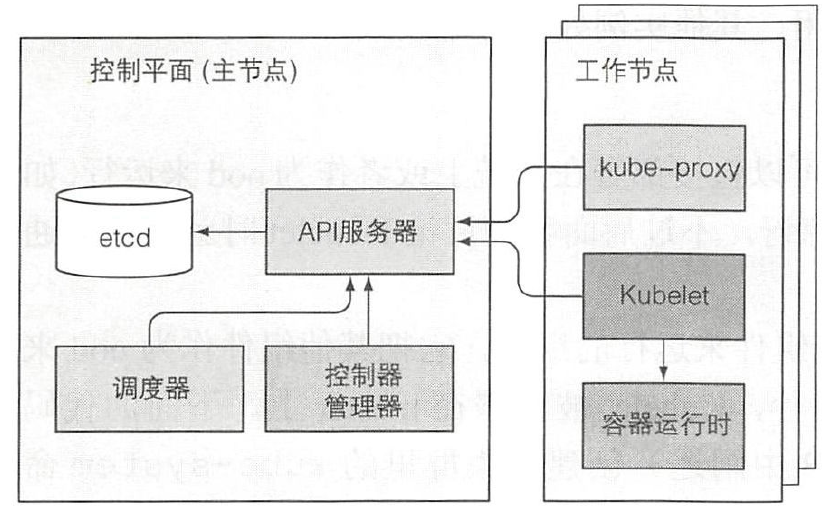 控制平面 (主节点)
工作节点
kube-proxy
etcd
API服务器
Kubelet
调度器
控制器
管理器
容器运行时